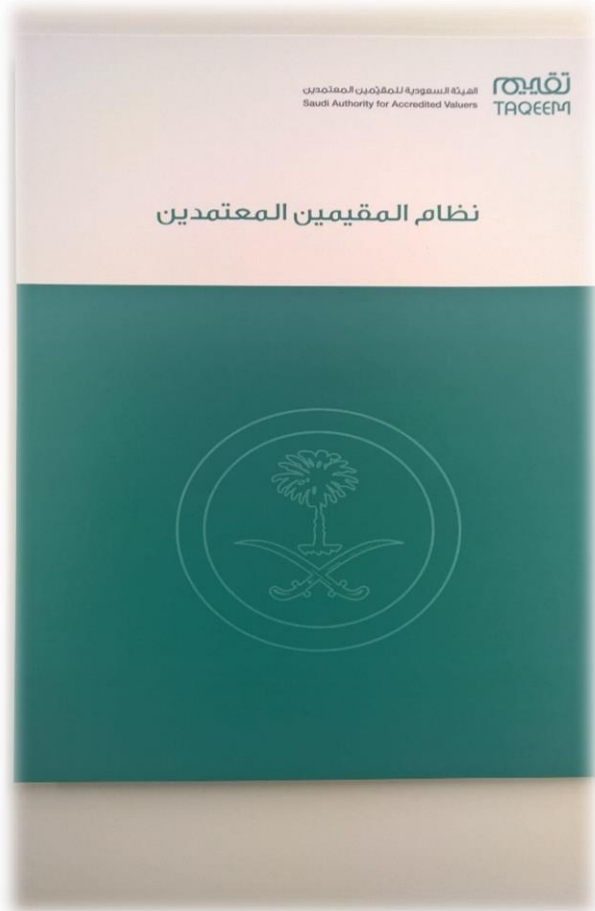 تقييم
TAQEEM
الهيئة السعودية للمقيّمين المعتمدين
Saudi Authority for Accredited Valuers
نظام المقيمين المعتمدين